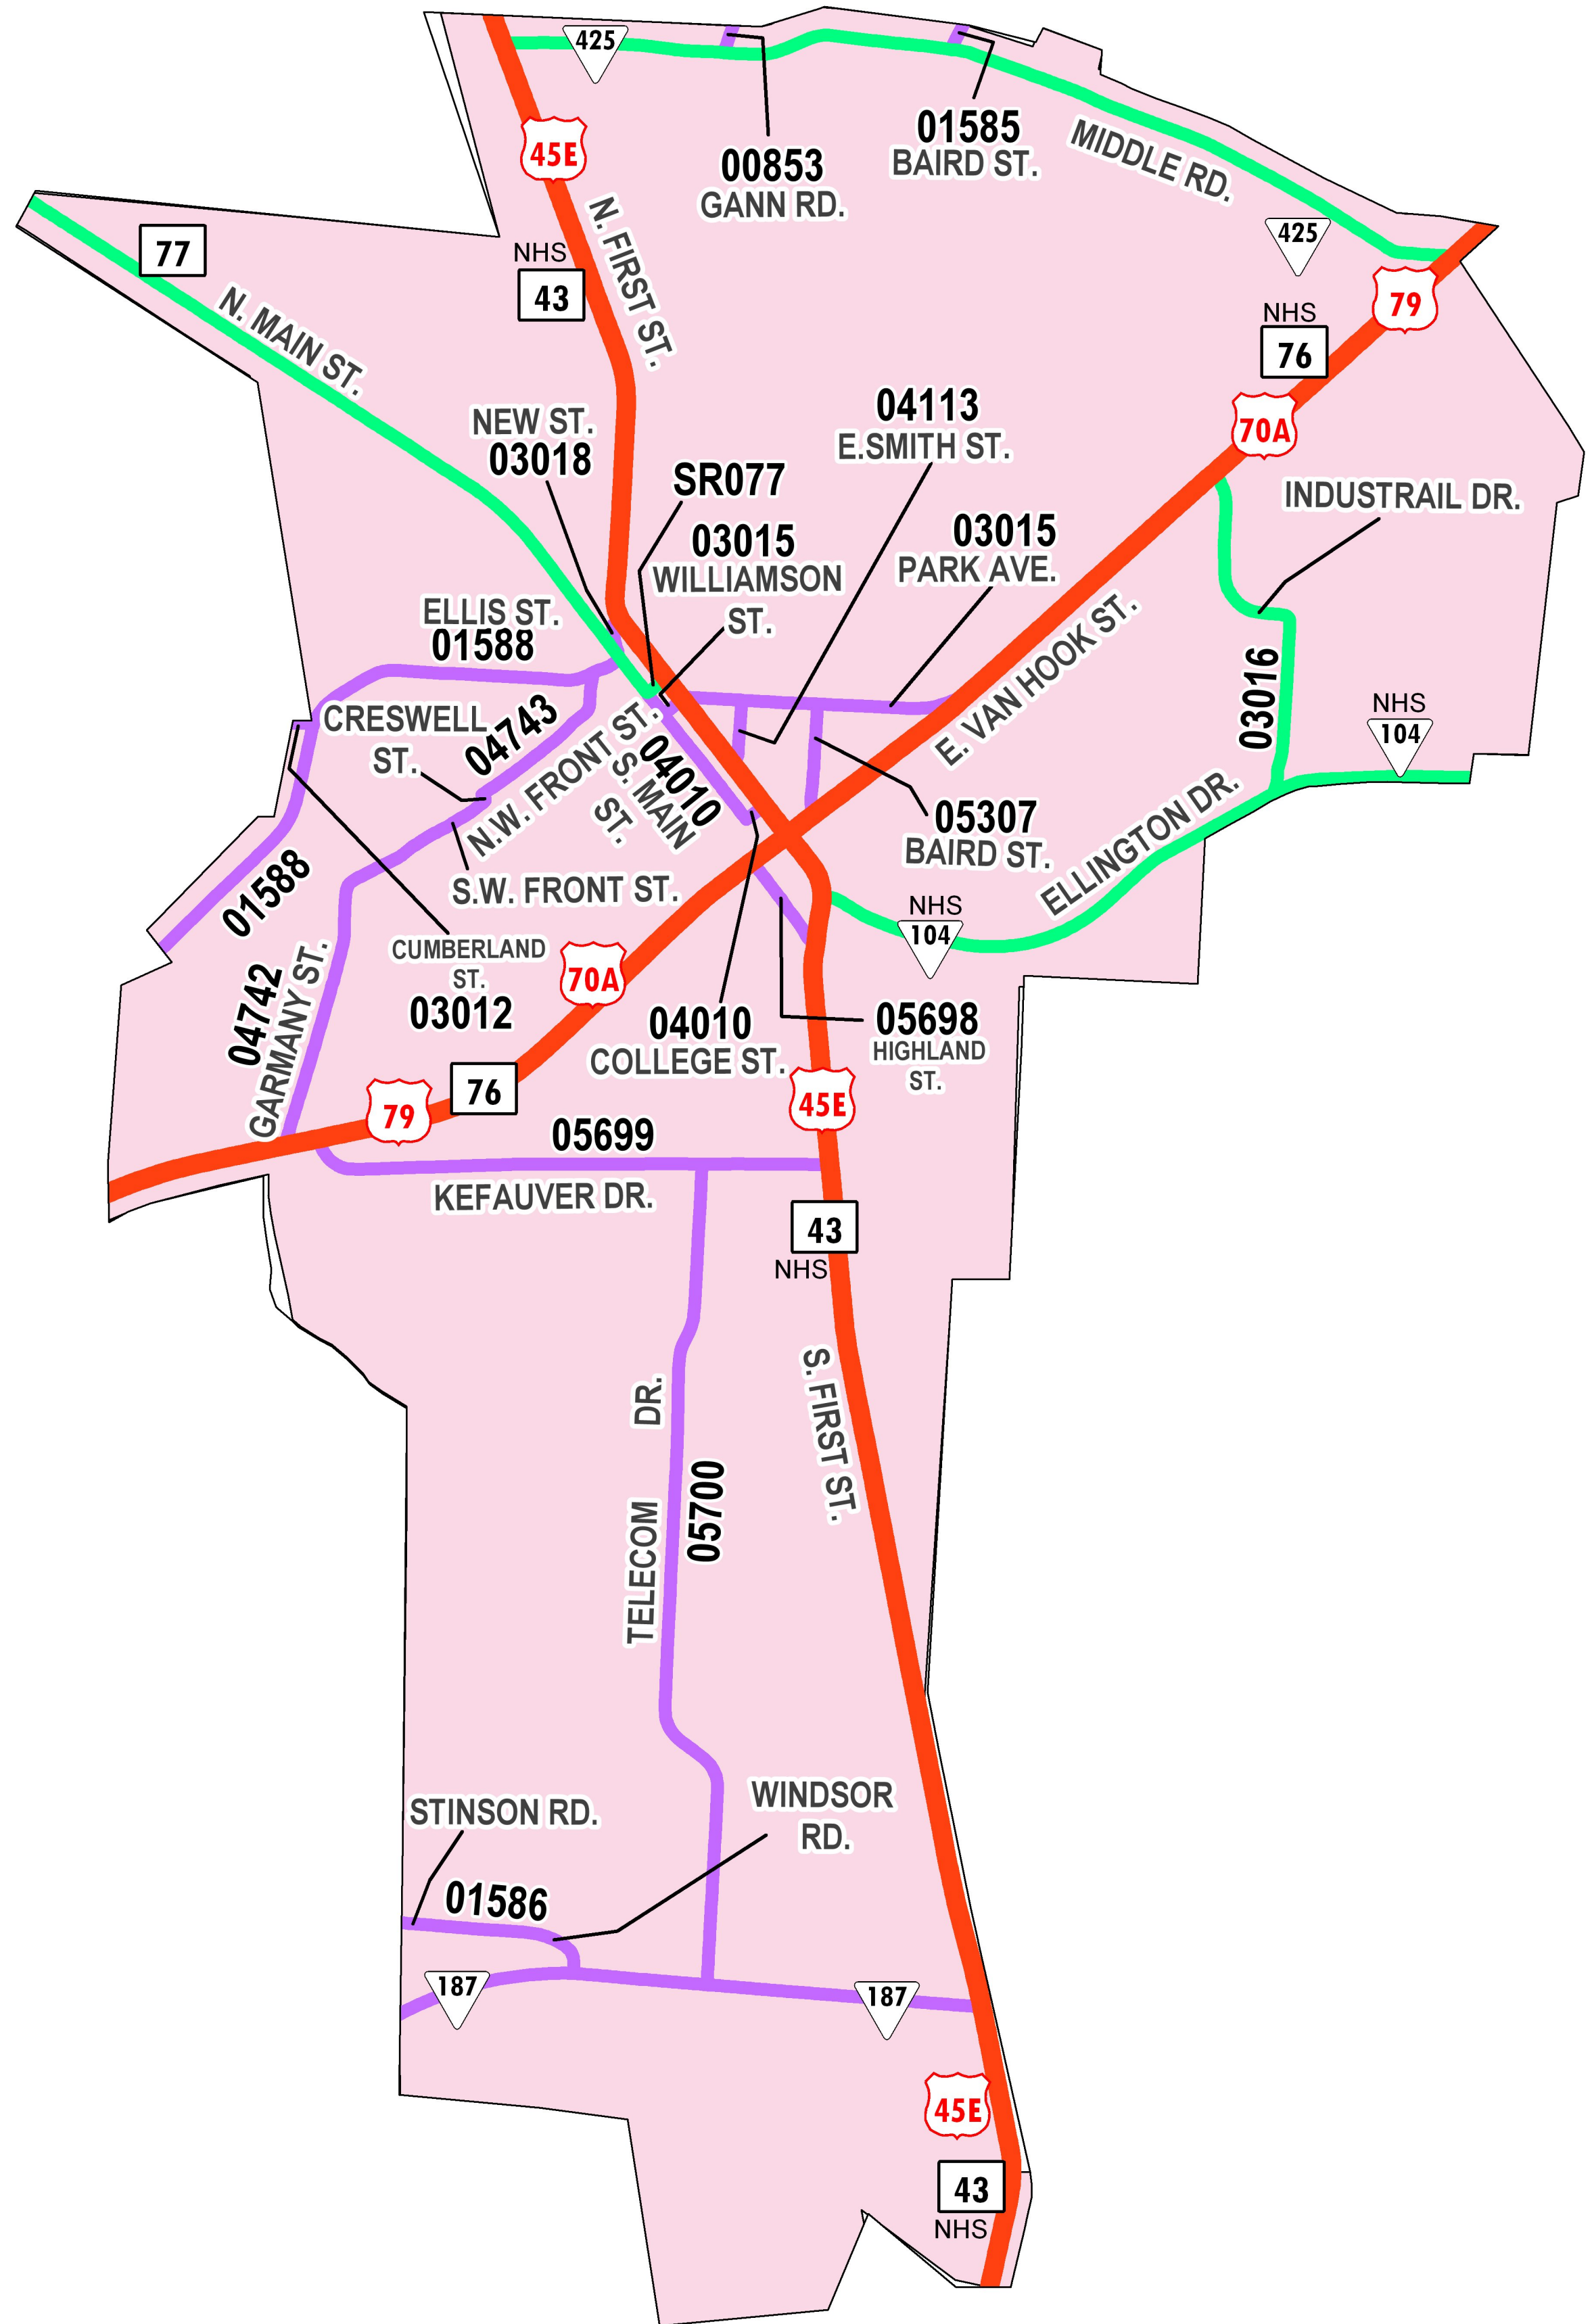 425
45E
00853
GANN RD.
01585
BAIRD ST.
MIDDLE RD.
425
77
N. MAIN ST.
NHS
43
N. FIRST ST.
79
NHS
76
70A
NEW ST.
03018
SR077
04113
E.SMITH ST.
03015
WILLIAMSON
ST.
03015
PARK AVE.
INDUSTRAIL DR.
ELLIS ST.
01588
E. VAN HOOK ST.
03016
CRESWELL
ST.
04743
N.W. FRONT ST.
04010
S. MAIN
ST.
NHS
104
05307
BAIRD ST.
ELLINGTON DR.
01588
S.W. FRONT ST.
NHS
104
CUMBERLAND
ST.
03012
70A
04742
GARMANY ST.
04010
COLLEGE ST.
05698
HIGHLAND
ST.
79
76
45E
05699
KEFAUVER DR.
43
NHS
TELECOM DR.
05700
S. FIRST ST.
STINSON RD.
01586
WINDSOR
RD.
187
187
45E
43
NHS